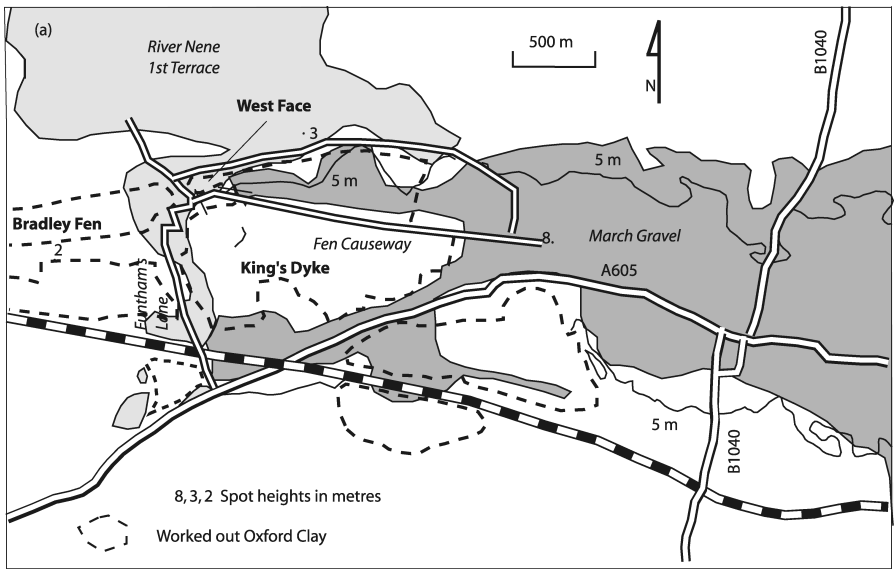 (a)
River Nene
1st Terrace
500 m
N
B1040
West Face
3
5 m
5 m
Bradley Fen
2
Fen Causeway
8.
March Gravel
King's Dyke
A605
Funtham's
Lane
5 m
B1040
8, 3, 2 Spot heights in metres
Worked out Oxford Clay